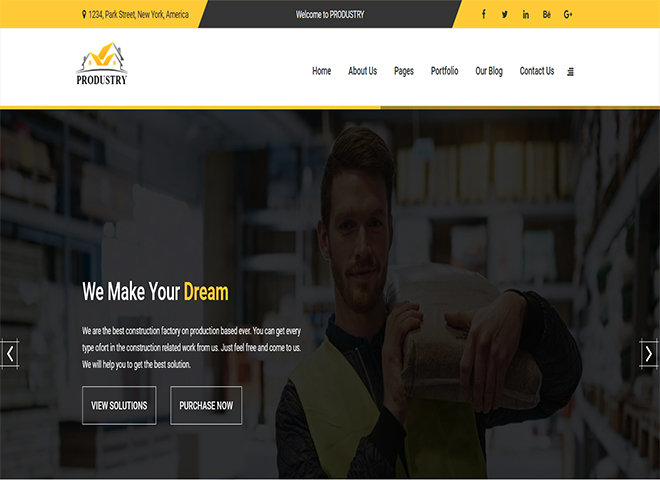 1234, Park Street, New York, America
Welcome to PRODUSTRY
PRODUSTRY
Home About Us Pages Portfolio Our Blog Contact Us
We Make Your Dream
We are the best construction factory on production based ever. You can get every
type ofort in the construction related work from us. Just feel free and come to us.
We will help you to get the best solution.
VIEW SOLUTIONS PURCHASE NOW